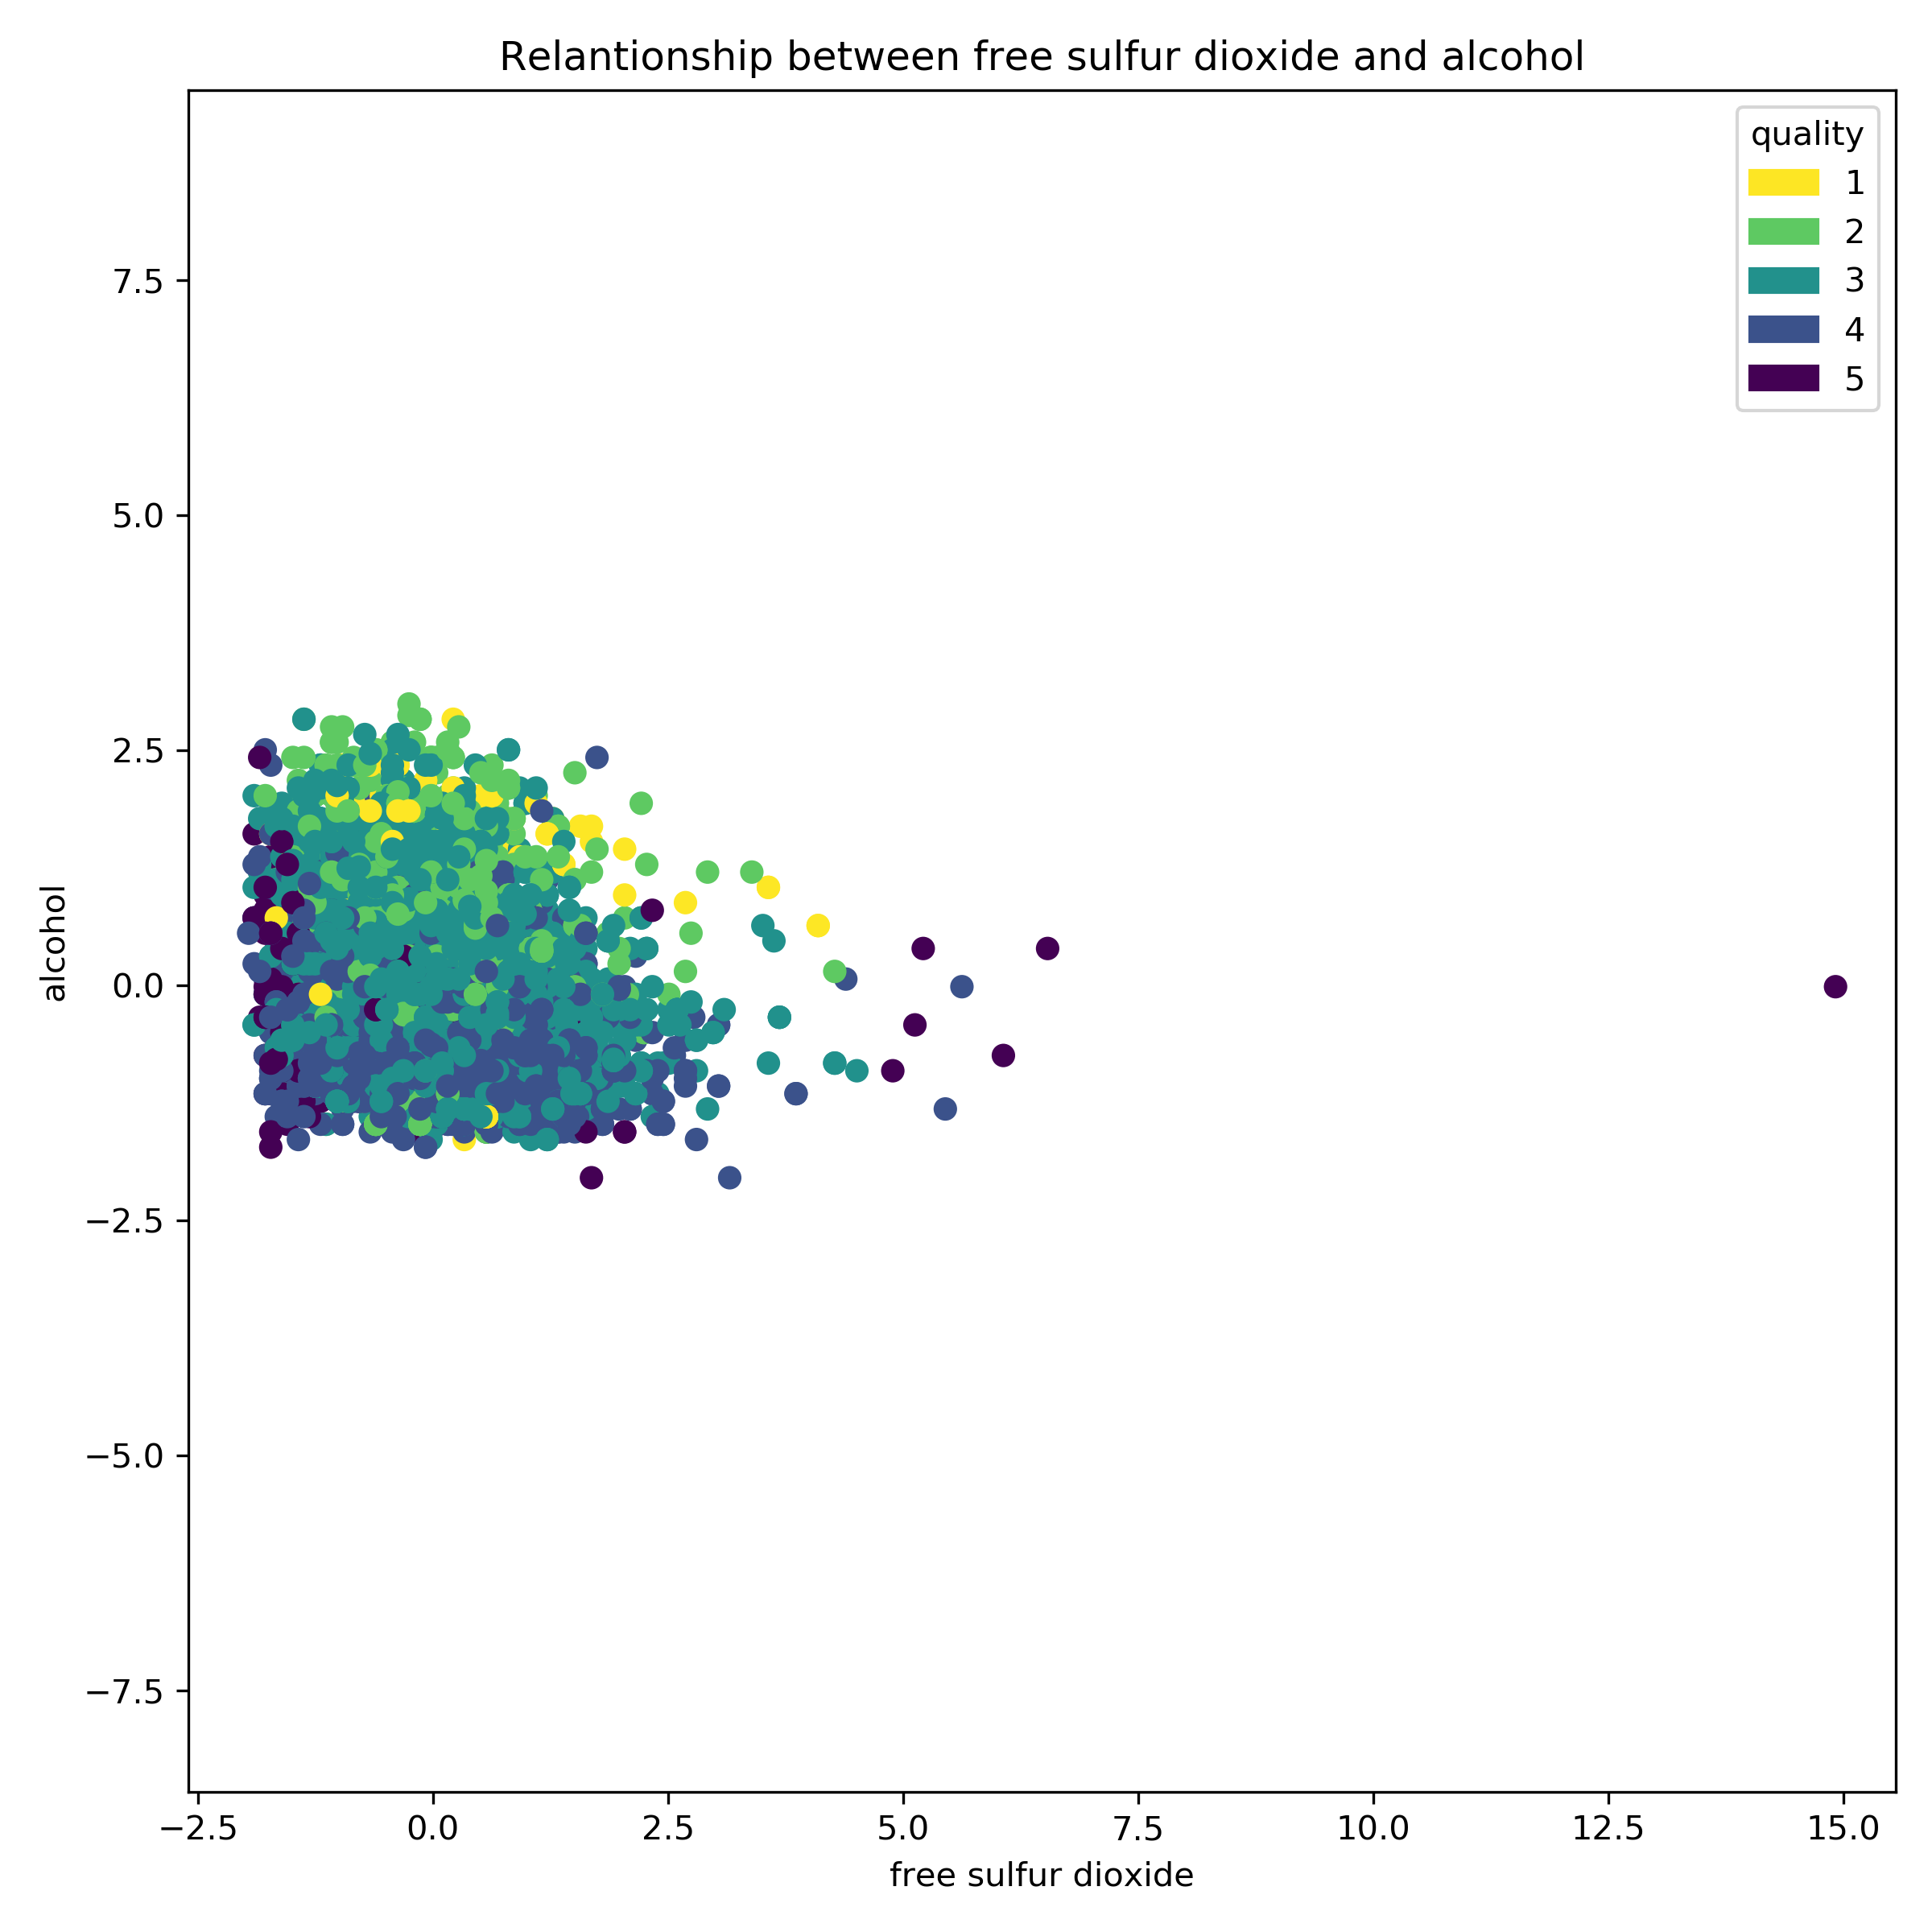 Relantionship between free sulfur dioxide and alcohol
quality
1
2
3
4
5
7.5
5.0
2.5
0.0
−2.5
−5.0
−7.5
alcohol
−2.5 0.0 2.5 5.0 7.5 10.0 12.5 15.0
free sulfur dioxide